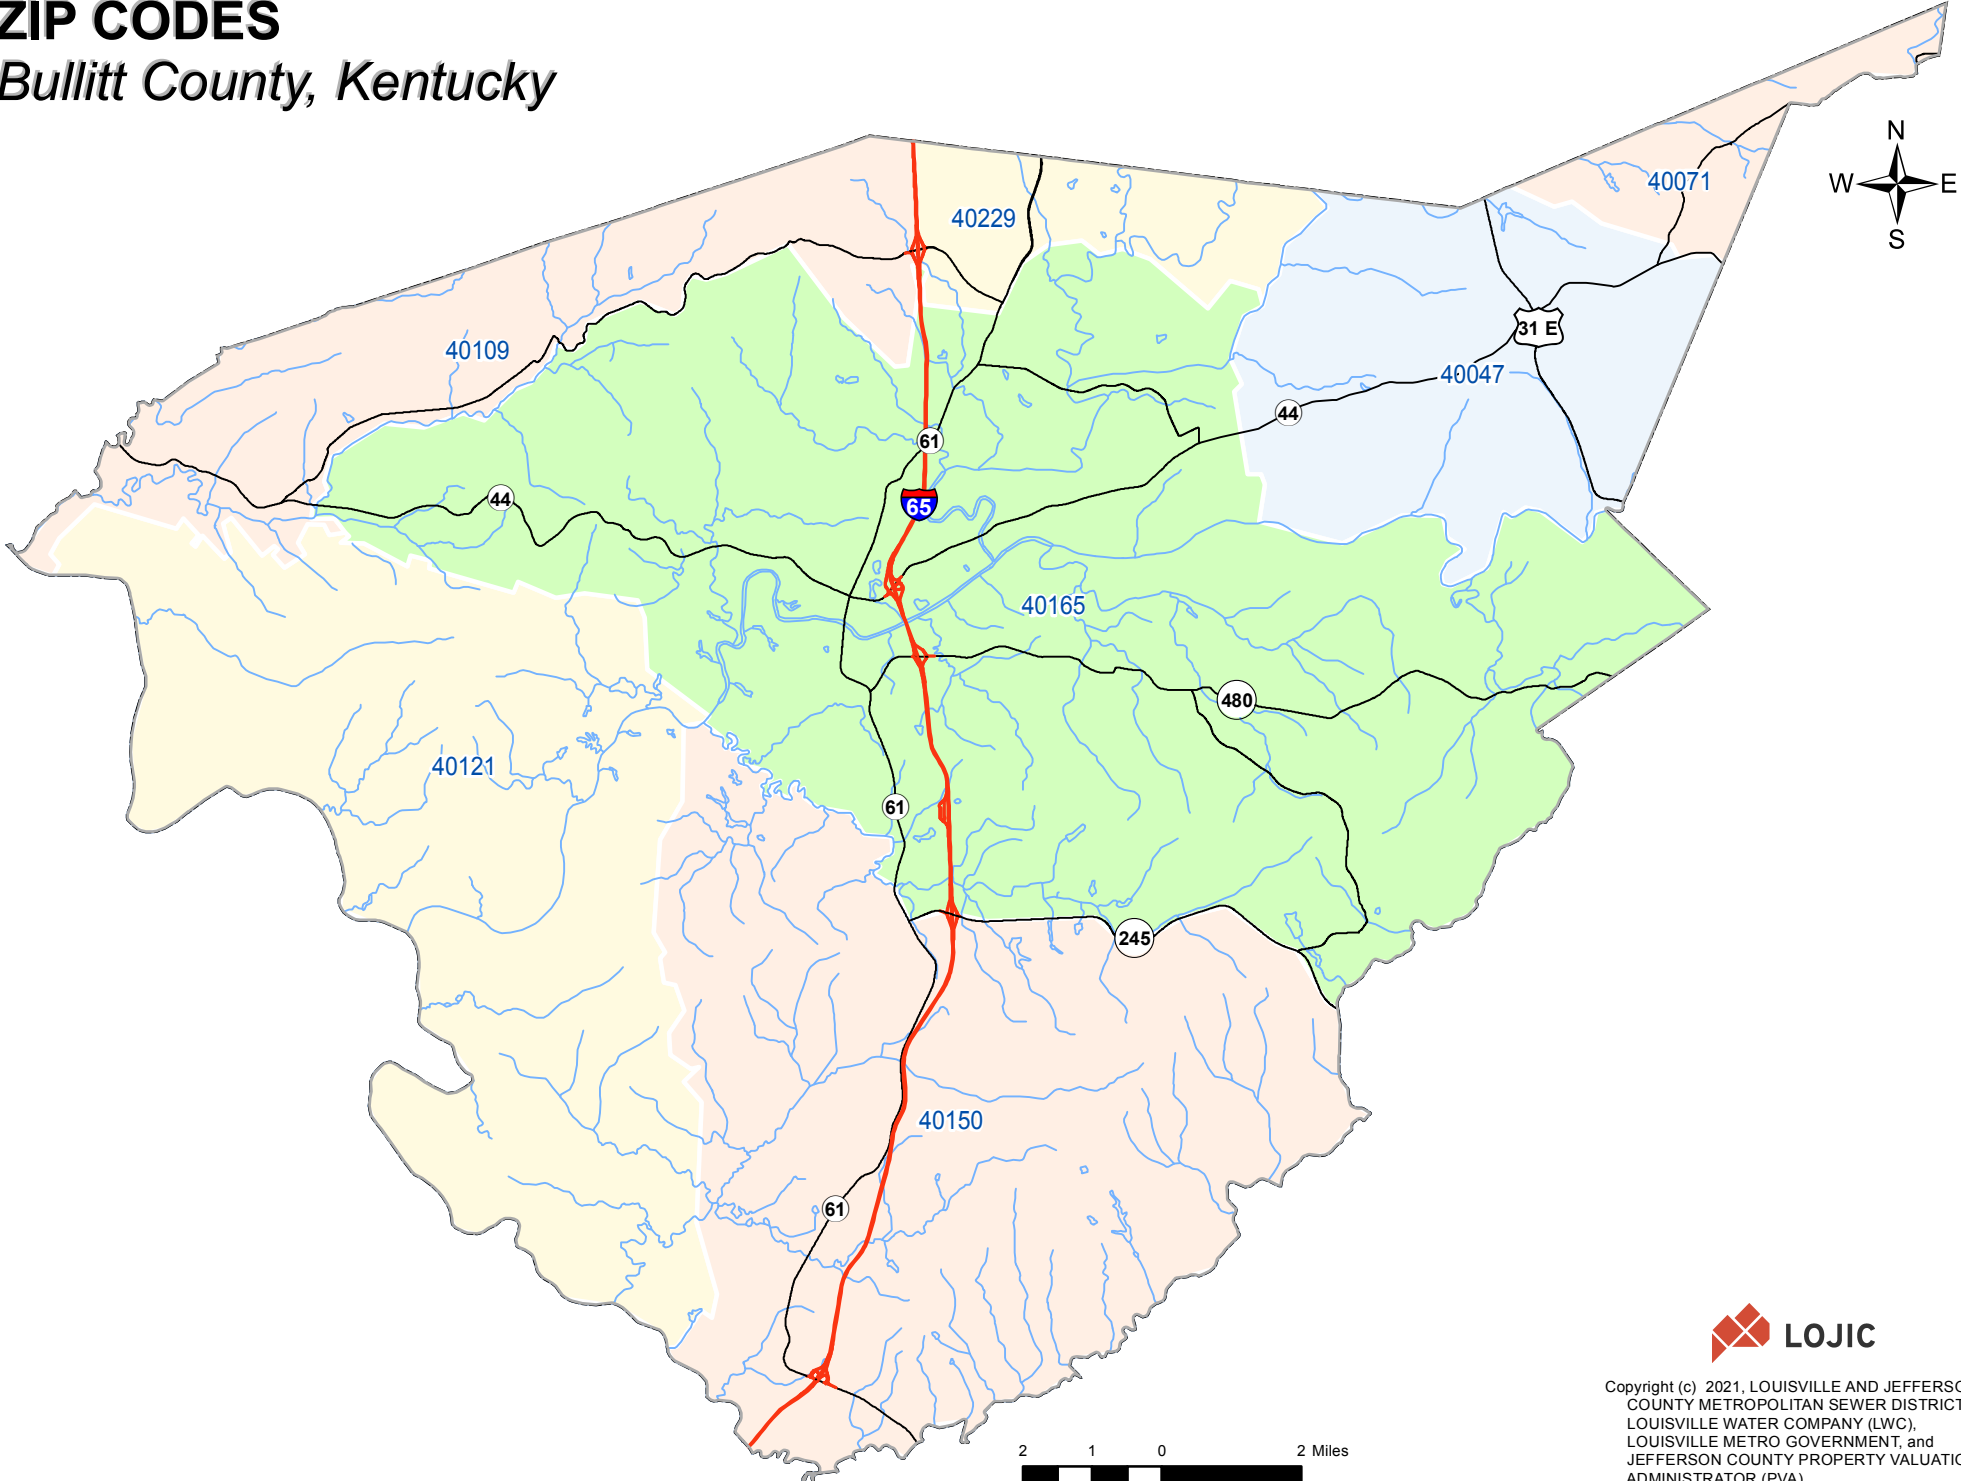 ZIP CODES
Bullitt County, Kentucky
N
W E
S
40071
40229
40109
31 E
40047
44
61
44
65
40165
480
40121
61
245
40150
61
LOJIC
Copyright (c) 2021, LOUISVILLE AND JEFFERSO
COUNTY METROPOLITAN SEWER DISTRICT
LOUISVILLE WATER COMPANY (LWC),
LOUISVILLE METRO GOVERNMENT, and
JEFFERSON COUNTY PROPERTY VALUATIO
ADMINISTRATOR (PVA)
2 1 0 2 Miles